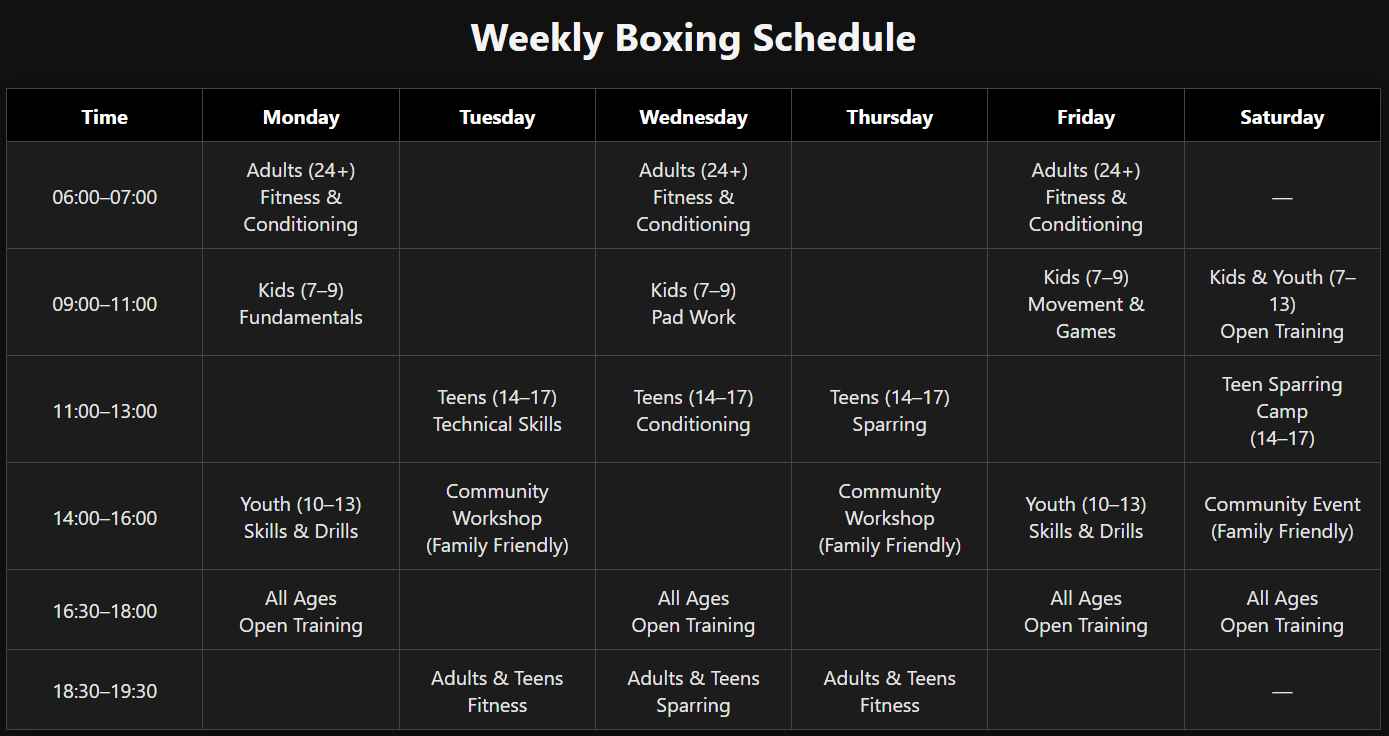 Weekly Boxing Schedule
Time Monday Tuesday Wednesday Thursday Friday Saturday
06:00–07:00
Adults (24+)
Fitness &
Conditioning
Adults (24+)
Fitness &
Conditioning
Adults (24+)
Fitness &
Conditioning
—
09:00–11:00
Kids (7–9)
Fundamentals
Kids (7–9)
Pad Work
Kids (7–9)
Movement &
Games
Kids & Youth (7–
13)
Open Training
11:00–13:00
Teens (14–17)
Technical Skills
Teens (14–17)
Conditioning
Teens (14–17)
Sparring
Teen Sparring
Camp
(14–17)
14:00–16:00
Youth (10–13)
Skills & Drills
Community
Workshop
(Family Friendly)
Community
Workshop
(Family Friendly)
Youth (10–13)
Skills & Drills
Community Event
(Family Friendly)
16:30–18:00
All Ages
Open Training
All Ages
Open Training
All Ages
Open Training
All Ages
Open Training
18:30–19:30
Adults & Teens
Fitness
Adults & Teens
Sparring
Adults & Teens
Fitness
—